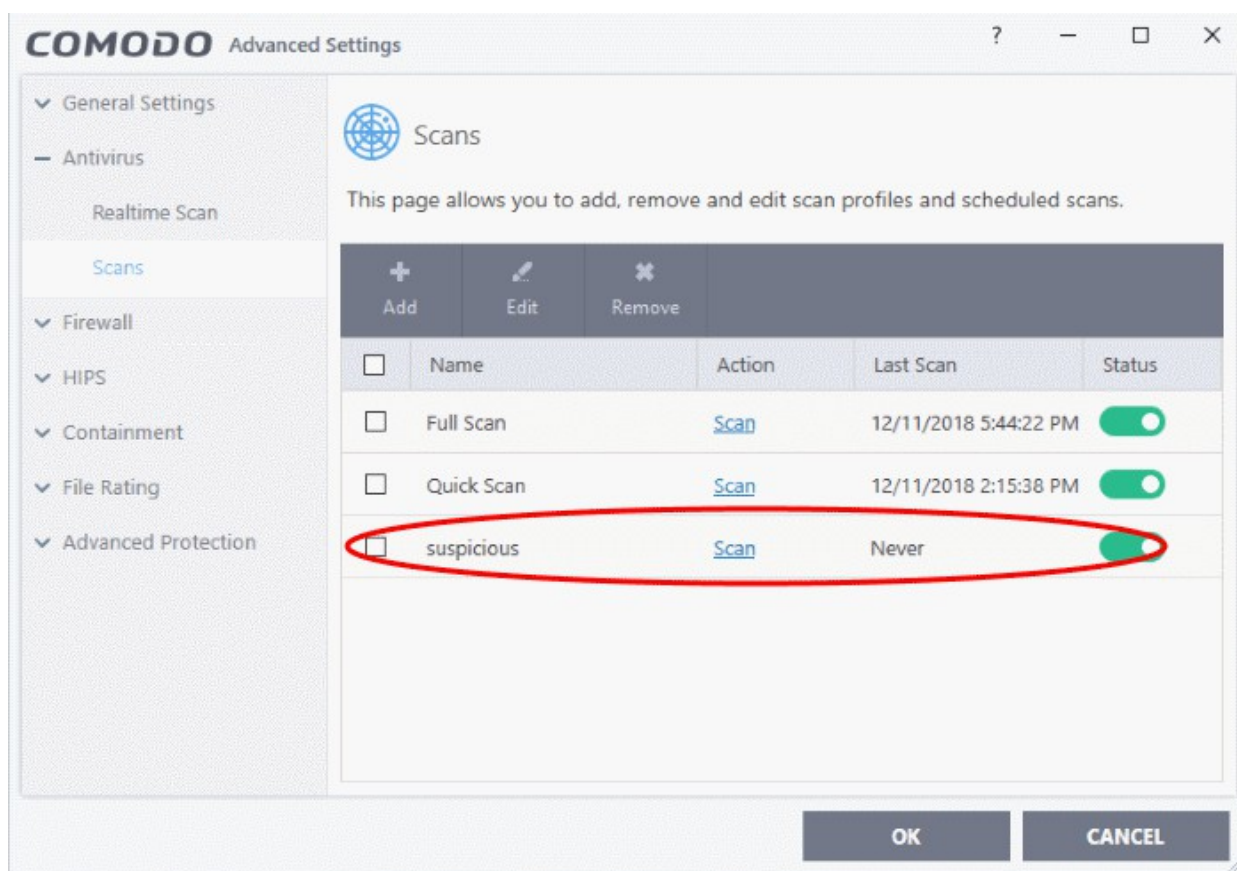 COMODO Advanced Settings ?
General Settings
Antivirus
Realtime Scan
Scans
Firewall
HIPS
Containment
File Rating
Advanced Protection
Scans
This page allows you to add, remove and edit scan profiles and scheduled scans.
Add Edit Remove
Name Action Last Scan Status
Full Scan Scan 12/11/2018 5:44:22 PM
Quick Scan Scan 12/11/2018 2:15:38 PM
suspicious Scan Never
OK CANCEL